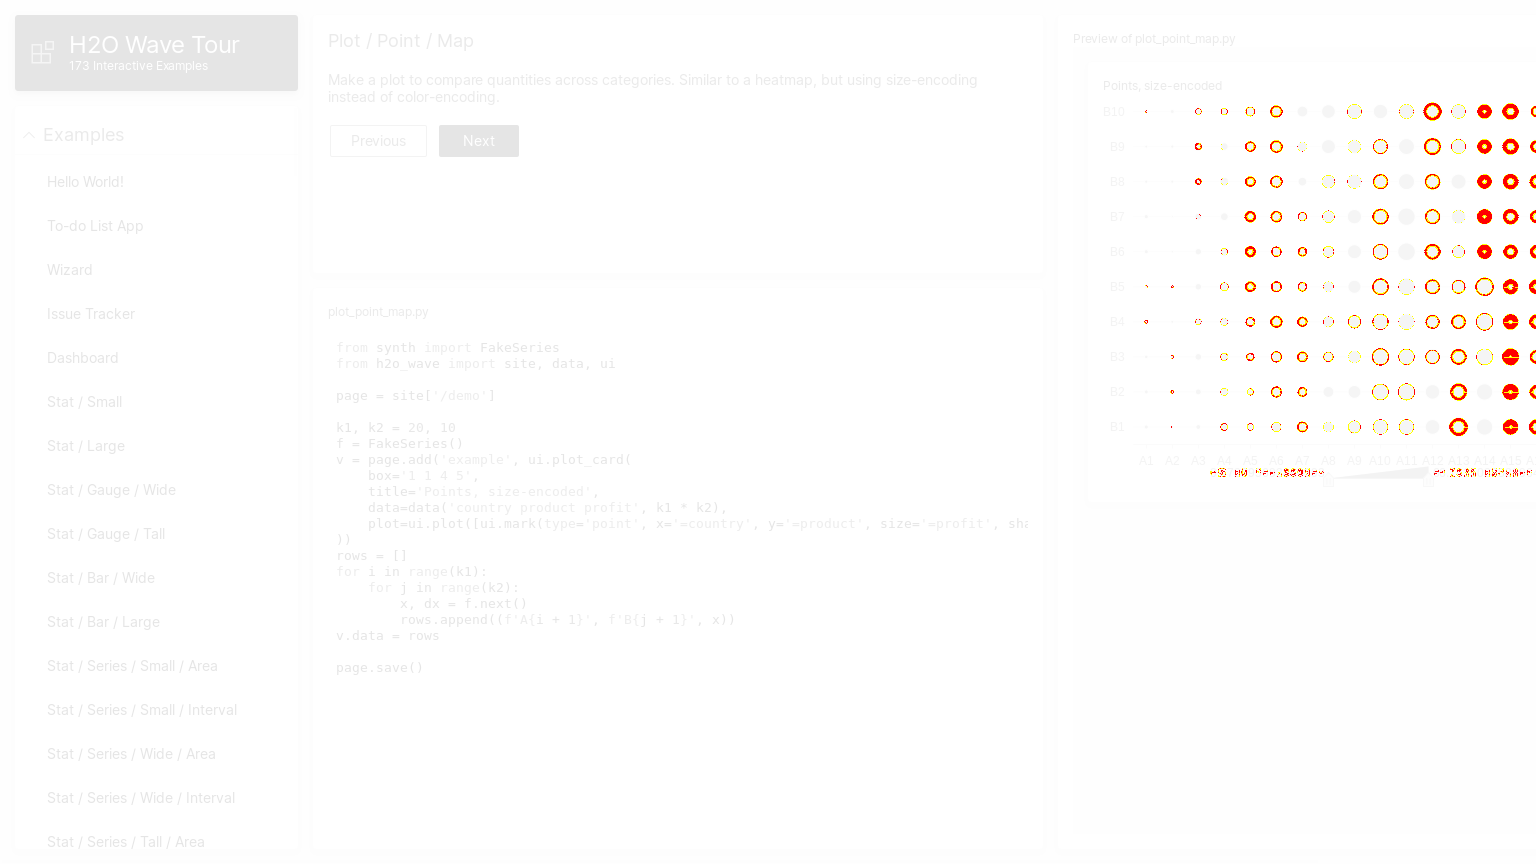 H2O Wave Tour
173 Interactive Examples
Examples
Hello World!
To-do List App
Wizard
Issue Tracker
Dashboard
Stat / Small
Stat / Large
Stat / Gauge / Wide
Stat / Gauge / Tall
Stat / Bar / Wide
Stat / Bar / Large
Stat / Series / Small / Area
Stat / Series / Small / Interval
Stat / Series / Wide / Area
Stat / Series / Wide / Interval
Stat / Series / Tall / Area
Plot / Point / Map
Make a plot to compare quantities across categories. Similar to a heatmap, but using size-encoding
instead of color-encoding.
Previous
Next
plot_point_map.py
from synth import FakeSeries
from h2o_wave import site, data, ui
page = site['/demo']
k1, k2 = 20, 10
f = FakeSeries()
v = page.add('example', ui.plot_card(
    box='1 1 4 5',
    title='Points, size-encoded',
    data=data('country product profit', k1 * k2),
    plot=ui.plot([ui.mark(type='point', x='=country', y='=product', size='=profit', sha
))
rows = []
for i in range(k1):
    for j in range(k2):
        x, dx = f.next()
        rows.append((f'A{i + 1}', f'B{j + 1}', x))
v.data = rows
page.save()
Preview of plot_point_map.py
Points, size-encoded
B10
B9
B8
B7
B6
B5
B4
B3
B2
B1
A1 A2 A3 A4 A5 A6 A7 A8 A9 A10 A11 A12 A13 A14 A15